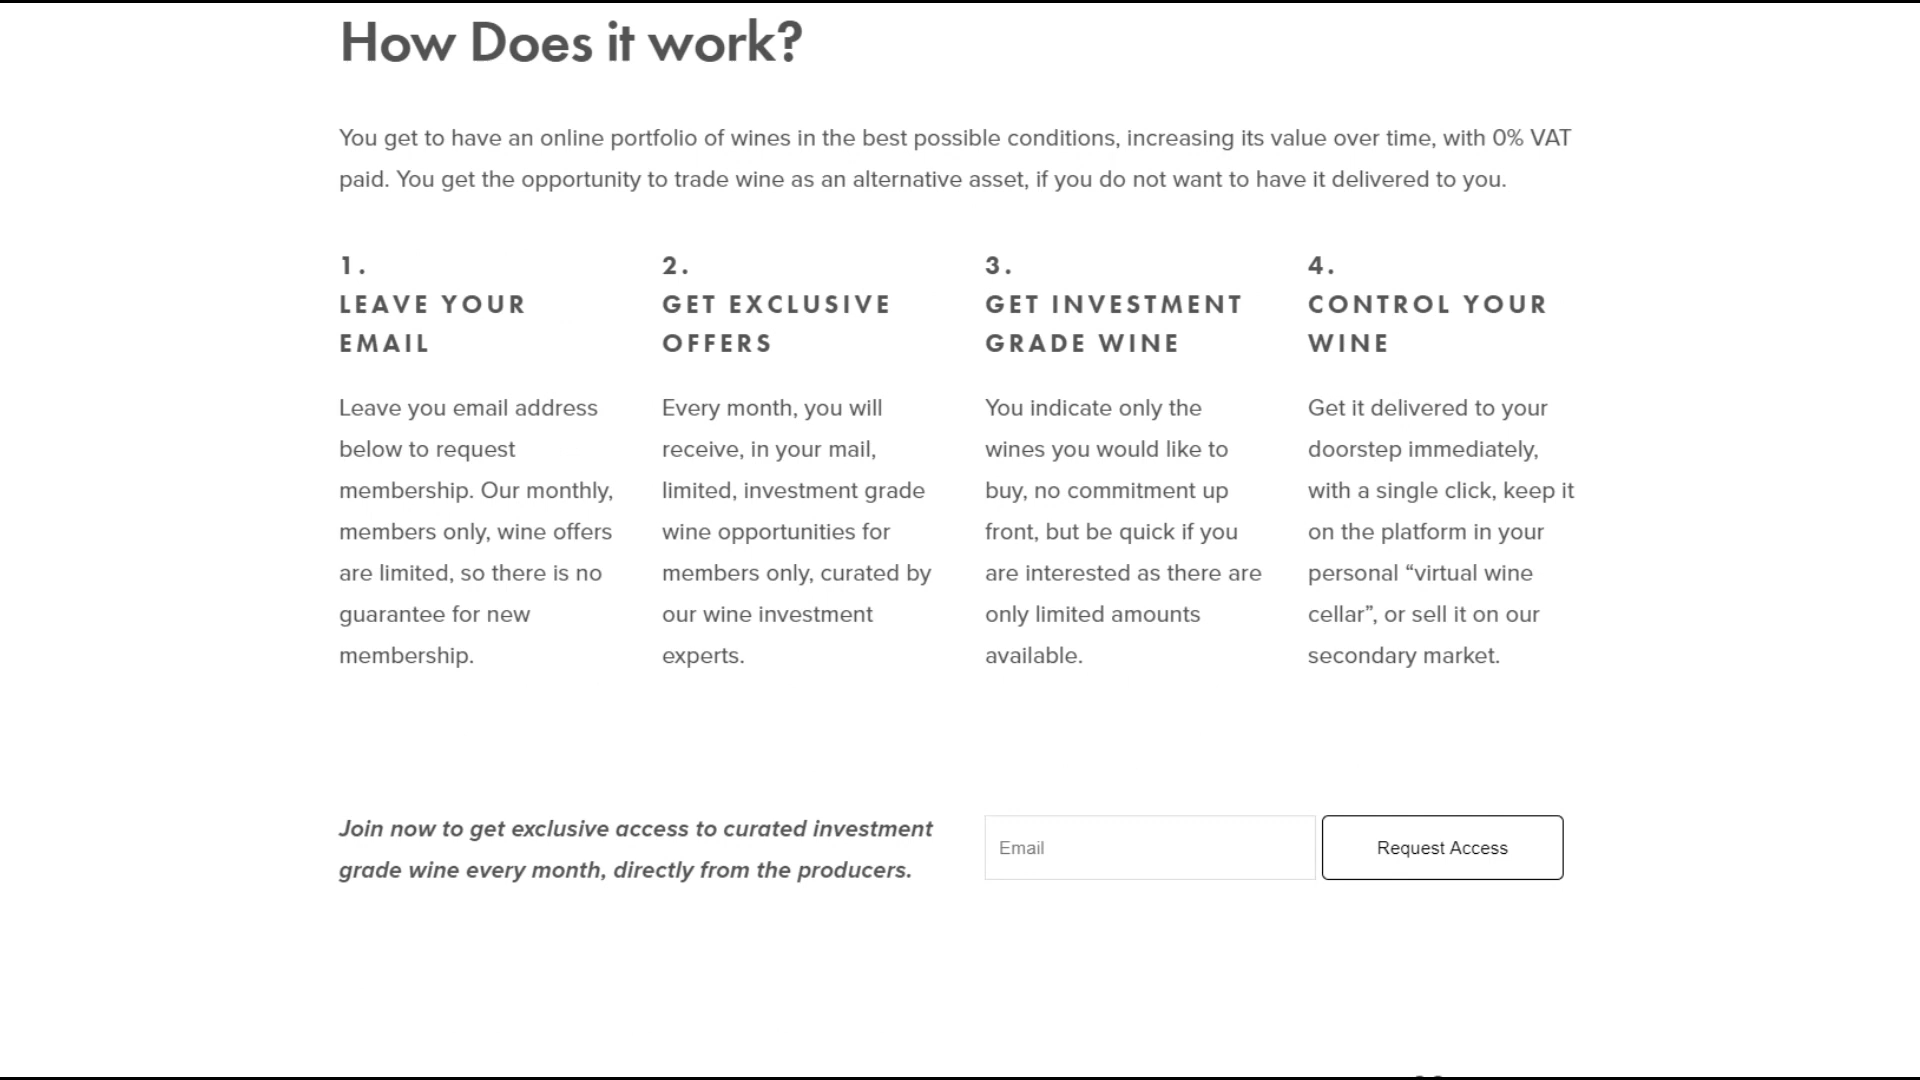 How Does it work?
You get to have an online portfolio of wines in the best possible conditions, increasing its value over time, with 0% VAT
paid. You get the opportunity to trade wine as an alternative asset, if you do not want to have it delivered to you.
1.
LEAVE YOUR
EMAIL
Leave you email address
below to request
membership. Our monthly,
members only, wine offers
are limited, so there is no
guarantee for new
membership.
2.
GET EXCLUSIVE
OFFERS
Every month, you will
receive, in your mail,
limited, investment grade
wine opportunities for
members only, curated by
our wine investment
experts.
3.
GET INVESTMENT
GRADE WINE
You indicate only the
wines you would like to
buy, no commitment up
front, but be quick if you
are interested as there are
only limited amounts
available.
4.
CONTROL YOUR
WINE
Get it delivered to your
doorstep immediately,
with a single click, keep it
on the platform in your
personal “virtual wine
cellar”, or sell it on our
secondary market.
Join now to get exclusive access to curated investment
grade wine every month, directly from the producers.
Email
Request Access